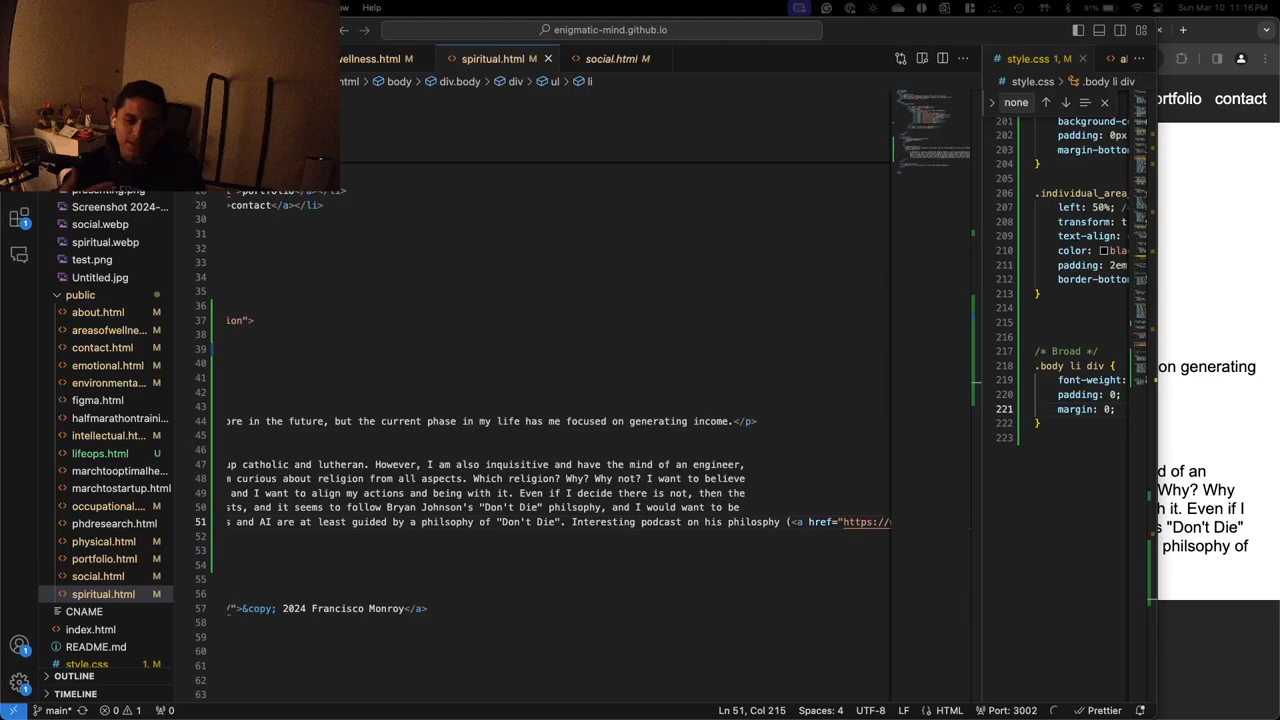 Help
81%
Sun Mar 10 11:16 PM
enigmatic-mind.github.io
wellness.html M
spiritual.html M
social.html M
style.css 1, M
html
body
div.body
div
ul
li
style.css
.body li div
none
portfolio contact
presenting.png
Screenshot 2024-...
social.webp
spiritual.webp
test.png
Untitled.jpg
public
about.html M
areasofwellne... M
contact.html M
emotional.html M
environmenta... M
figma.html M
halfmarathontraini...
intellectual.ht... M
lifeops.html U
marchtooptimalhe...
marchtostartup.html
occupational.... M
phdresearch.html
physical.html M
portfolio.html M
social.html M
spiritual.html M
CNAME
index.html
README.md
style.css 1, M
OUTLINE
TIMELINE
28 >portfolio</a></li>
29 >contact</a></li>
30
31
32
33
34
35
36
37 ion">
38
39
40
41
42
43
44 ore in the future, but the current phase in my life has me focused on generating income.</p>
45
46
47 up catholic and lutheran. However, I am also inquisitive and have the mind of an engineer,
48 m curious about religion from all aspects. Which religion? Why? Why not? I want to believe
49 and I want to align my actions and being with it. Even if I decide there is not, then the
50 sts, and it seems to follow Bryan Johnson's "Don't Die" philosophy, and I would want to be
51 s and AI are at least guided by a philsophy of "Don't Die". Interesting podcast on his philosphy (<a href="https://
52
53
54
55
56
57 /">&copy; 2024 Francisco Monroy</a>
58
59
60
61
62
63
201 background-co
202 padding: 0px
203 margin-botto
204 }
205
206 .individual_area_
207 left: 50%; /
208 transform: t
209 text-align:
210 color: bla
211 padding: 2em
212 border-botto
213 }
214
215
216
217 /* Broad */
218 .body li div {
219 font-weight:
220 padding: 0;
221 margin: 0;
222 }
223
on generating
d of an
Why? Why
h it. Even if I
s "Don't Die"
philsophy of
main*
0 1
0
Ln 51, Col 215
Spaces: 4
UTF-8
LF
HTML
Port: 3002
Prettier